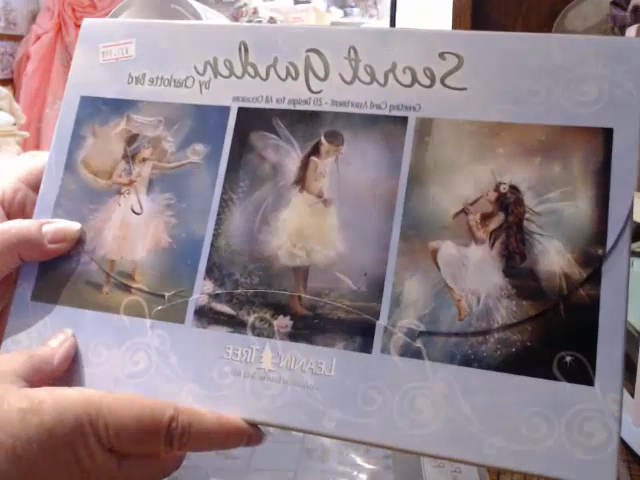 Secret Garden
by Charlotte Bird
Greeting Card Assortment - 20 Designs for All Occasions
LEANIN' TREE